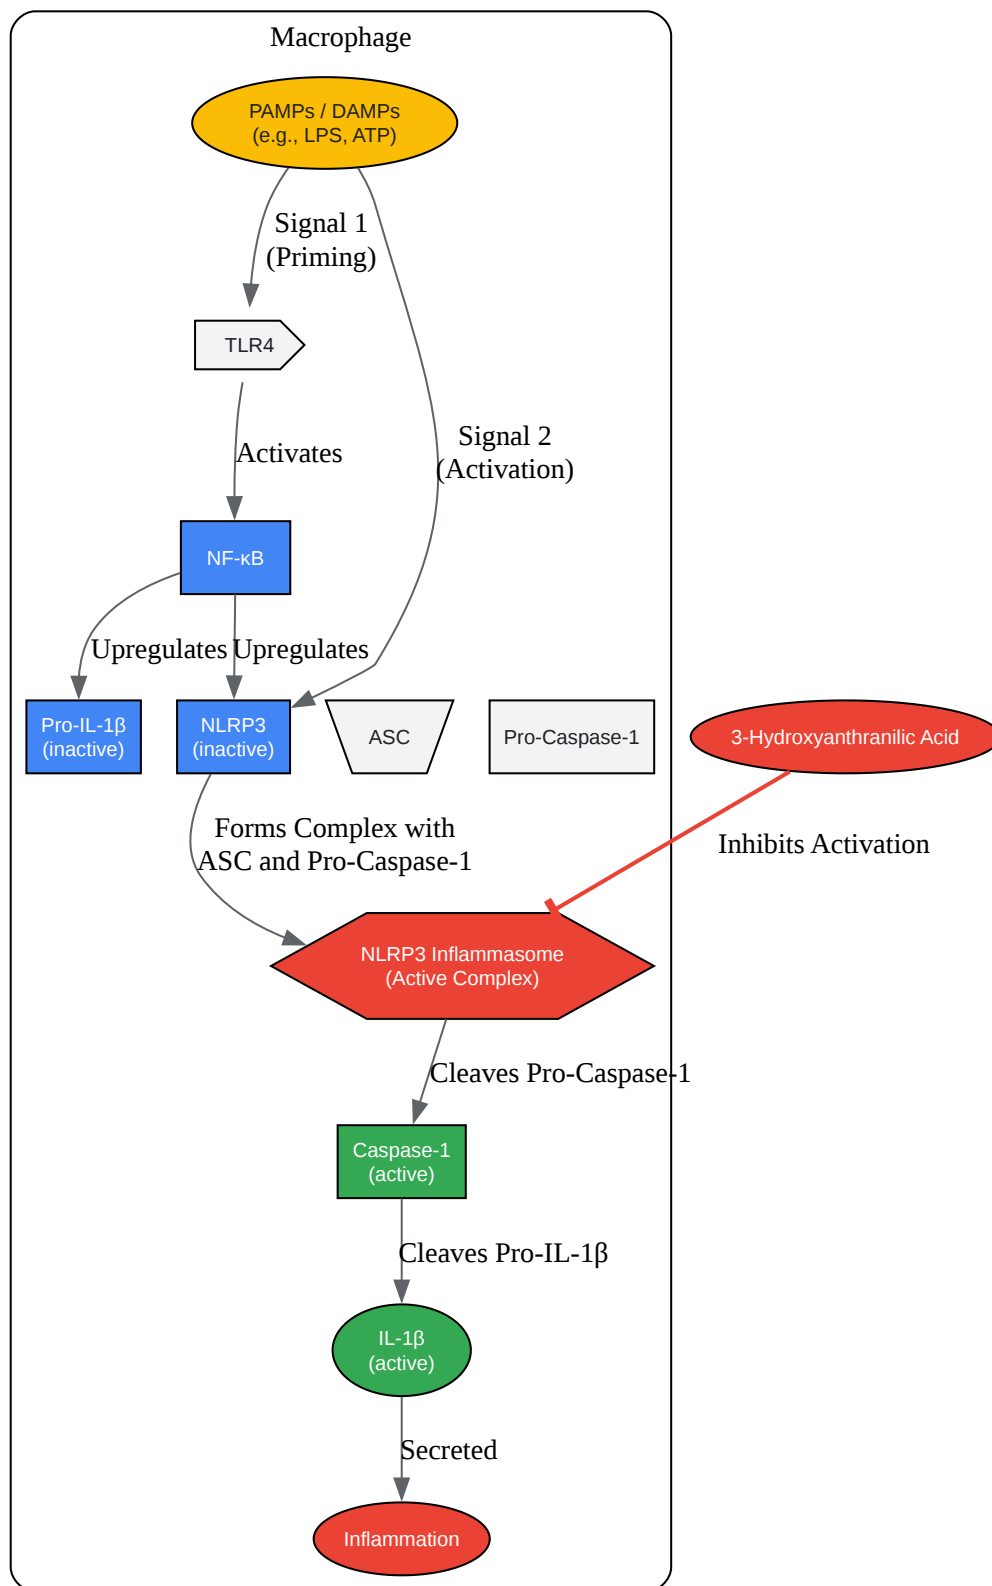 Macrophage
PAMPs / DAMPs
(e.g., LPS, ATP)
Signal 1
(Priming)
TLR4
Signal 2
(Activation)
Activates
NF-κB
Upregulates
Upregulates
Pro-IL-1β
(inactive)
NLRP3
(inactive)
ASC
Pro-Caspase-1
3-Hydroxyanthranilic Acid
Forms Complex with
ASC and Pro-Caspase-1
Inhibits Activation
NLRP3 Inflammasome
(Active Complex)
Cleaves Pro-Caspase-1
Caspase-1
(active)
Cleaves Pro-IL-1β
IL-1β
(active)
Secreted
Inflammation